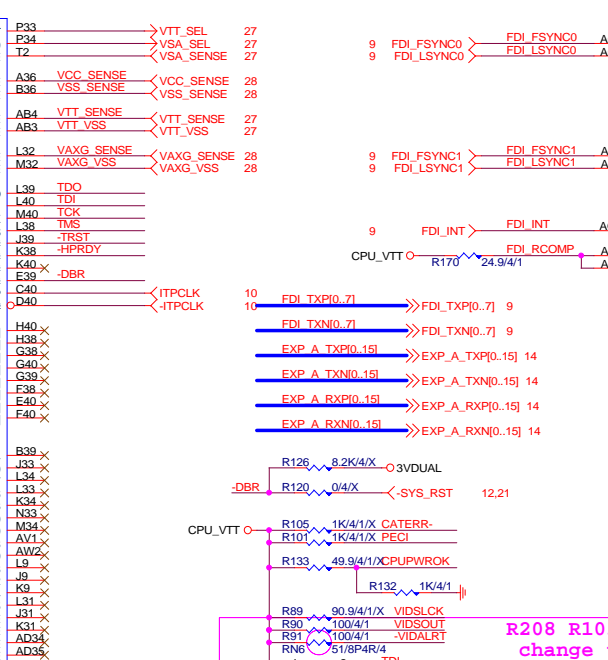 P33 VTT_SEL 27
P34 VSA_SEL 27
T2 VSA_SENSE 27
A36 VCC_SENSE VCC_SENSE 28
B36 VSS_SENSE VSS_SENSE 28
AB4 VTT_SENSE VTT_SENSE 27
AB3 VTT_VSS VTT_VSS 27
L32 VAXG_SENSE VAXG_SENSE 28
M32 VAXG_VSS VAXG_VSS 28
L39 TDO
L40 TDI
M40 TCK
L38 TMS
J39 -TRST
K38 -HPRDY
K40
E39 -DBR
C40 ITPCLK 10
D40 -ITPCLK 10
H40
H38
G38
G40
G39
F38
E40
F40
B39
J33
L34
L33
K34
N33
M34
AV1
AW2
L9
J9
K9
L31
J31
K31
AD34
AD35
9 FDI_FSYNC0 FDI_FSYNC0 A
9 FDI_LSYNC0 FDI_LSYNC0 A
9 FDI_FSYNC1 FDI_FSYNC1 A
9 FDI_LSYNC1 FDI_LSYNC1 A
9 FDI_INT FDI_INT A
CPU_VTT R170 24.9/4/1 FDI_RCOMP A
A
FDI_TXP[0..7] FDI_TXP[0..7] 9
FDI_TXN[0..7] FDI_TXN[0..7] 9
EXP_A_TXP[0..15] EXP_A_TXP[0..15] 14
EXP_A_TXN[0..15] EXP_A_TXN[0..15] 14
EXP_A_RXP[0..15] EXP_A_RXP[0..15] 14
EXP_A_RXN[0..15] EXP_A_RXN[0..15] 14
R126 8.2K/4/X 3VDUAL
-DBR R120 0/4/X -SYS_RST 12,21
CPU_VTT R105 1K/4/1/X CATERR-
R101 1K/4/1/X PECI
R133 49.9/4/1/X CPUPWROK
R132 1K/4/1
R89 90.9/4/1/X VIDSLCK
R90 100/4/1 VIDSOUT
R91 100/4/1 -VIDALRT
RN6 51/8P4R/4
TDI
R208 R10
change